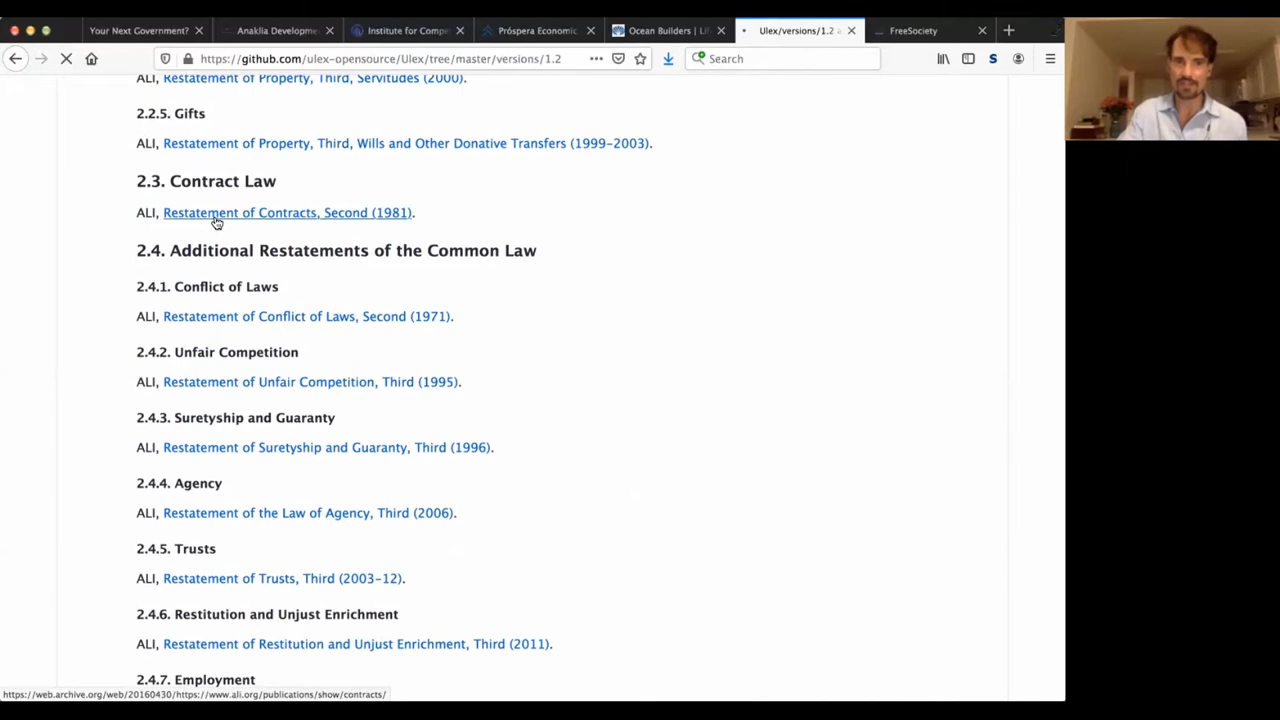 Your Next Government?
Anaklia Developme
Institute for Compe
Próspera Economic
Ocean Builders | Li
Ulex/versions/1.2
FreeSociety
https://github.com/ulex-opensource/Ulex/tree/master/versions/1.2
Search
ALI, Restatement of Property, Third, Servitudes (2000).
2.2.5. Gifts
ALI, Restatement of Property, Third, Wills and Other Donative Transfers (1999–2003).
2.3. Contract Law
ALI, Restatement of Contracts, Second (1981).
2.4. Additional Restatements of the Common Law
2.4.1. Conflict of Laws
ALI, Restatement of Conflict of Laws, Second (1971).
2.4.2. Unfair Competition
ALI, Restatement of Unfair Competition, Third (1995).
2.4.3. Suretyship and Guaranty
ALI, Restatement of Suretyship and Guaranty, Third (1996).
2.4.4. Agency
ALI, Restatement of the Law of Agency, Third (2006).
2.4.5. Trusts
ALI, Restatement of Trusts, Third (2003–12).
2.4.6. Restitution and Unjust Enrichment
ALI, Restatement of Restitution and Unjust Enrichment, Third (2011).
2.4.7. Employment
https://web.archive.org/web/20160430/https://www.ali.org/publications/show/contracts/